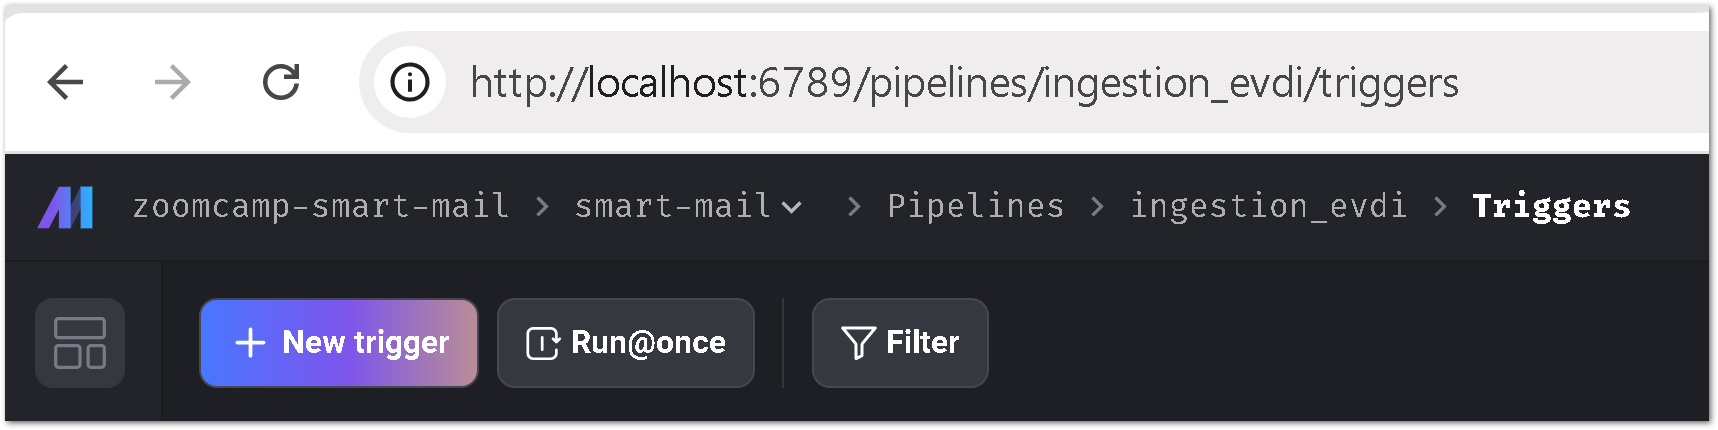 http://localhost:6789/pipelines/ingestion_evdi/triggers
zoomcamp-smart-mail > smart-mail > Pipelines > ingestion_evdi > Triggers
New trigger Run@once Filter